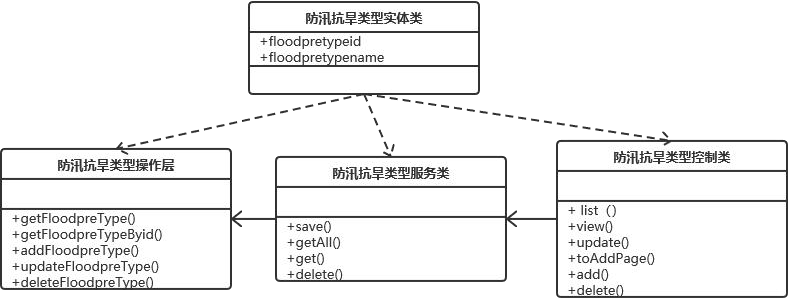 防汛抗旱类型实体类
+floodpretypeid
+floodpretypename
防汛抗旱类型操作层
+getFloodpreType()
+getFloodpreTypeByid()
+addFloodpreType()
+updateFloodpreType()
+deleteFloodpreType()
防汛抗旱类型服务类
+save()
+getAll()
+get()
+delete()
防汛抗旱类型控制类
+ list（）
+view()
+update()
+toAddPage()
+add()
+delete()